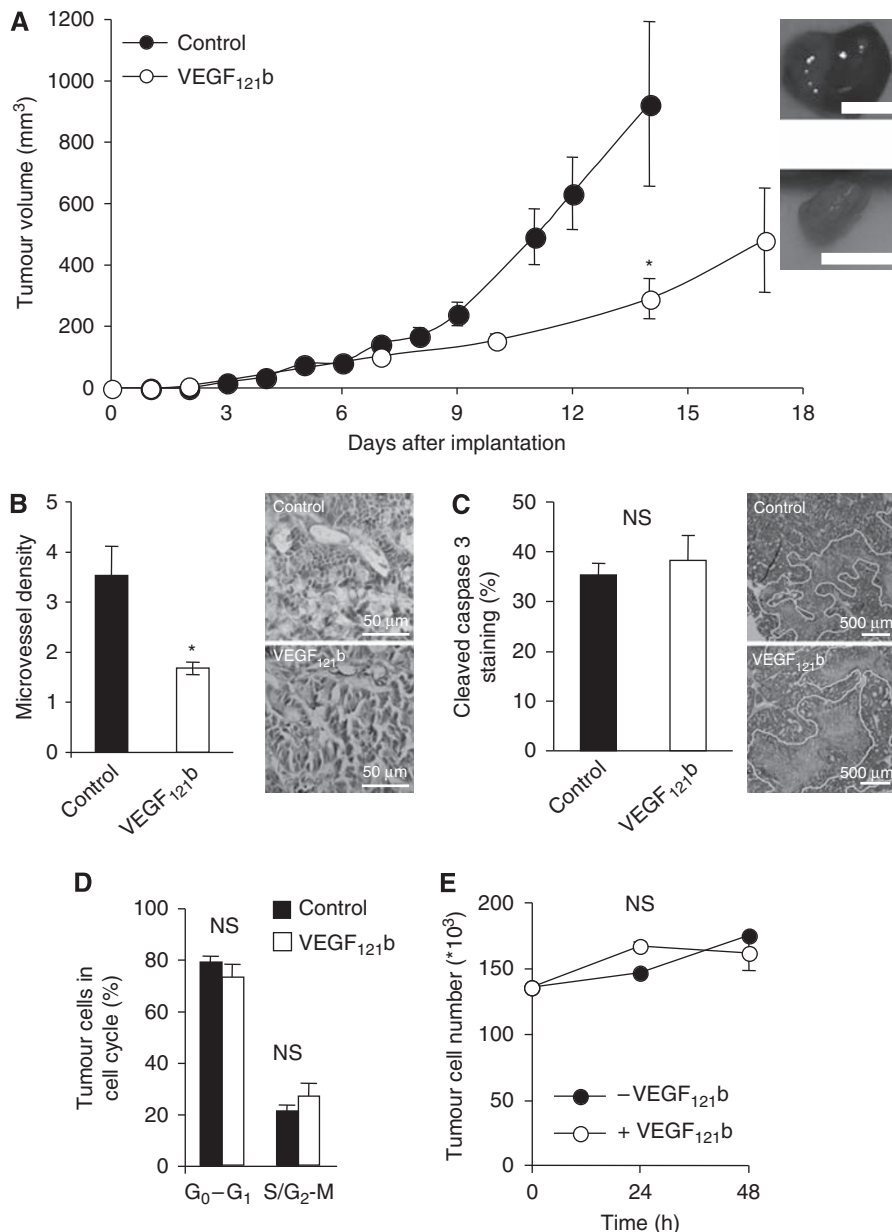 A
Control
VEGF₁₂₁b
Tumour volume (mm³)
1200
1000
800
600
400
200
0
*
0 3 6 9 12 15 18
Days after implantation
B
Microvessel density
5
4
3
2
1
0
*
Control
VEGF₁₂₁b
Control
50 μm
VEGF₁₂₁b
50 μm
C
Cleaved caspase 3
staining (%)
50
40
30
20
10
0
NS
Control
VEGF₁₂₁b
Control
500 μm
VEGF₁₂₁b
500 μm
D
Tumour cells in
cell cycle (%)
100
80
60
40
20
0
NS
NS
Control
VEGF₁₂₁b
G₀–G₁ S/G₂-M
E
Tumour cell number (*10³)
200
150
100
50
0
NS
–VEGF₁₂₁b
+ VEGF₁₂₁b
0 24 48
Time (h)